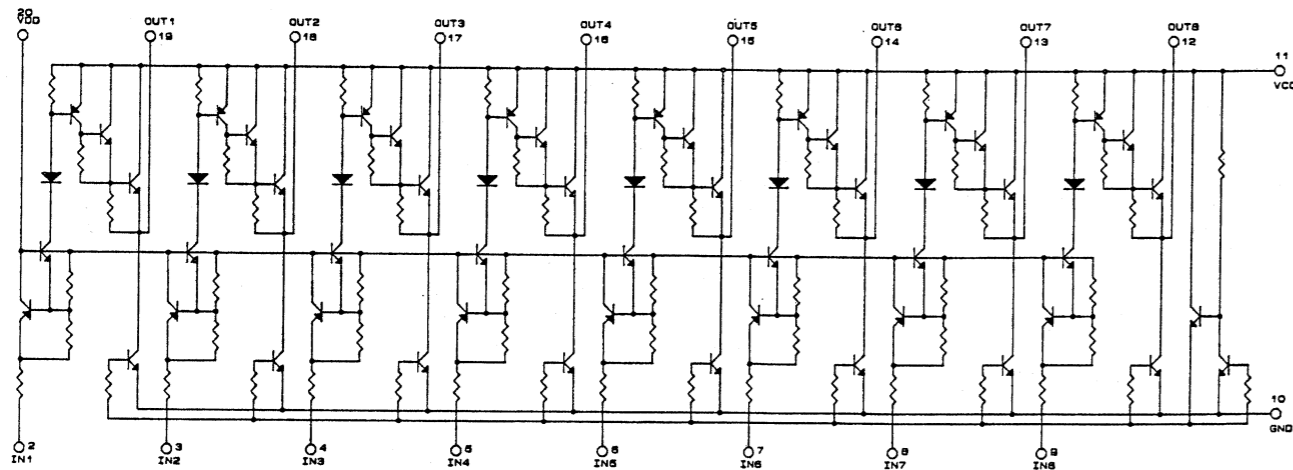 20
VDD
OUT1
19
OUT2
18
OUT3
17
OUT4
16
OUT5
15
OUT6
14
OUT7
13
OUT8
12
11
VCC
10
GND
2
IN1
3
IN2
4
IN3
5
IN4
6
IN5
7
IN6
8
IN7
9
IN8